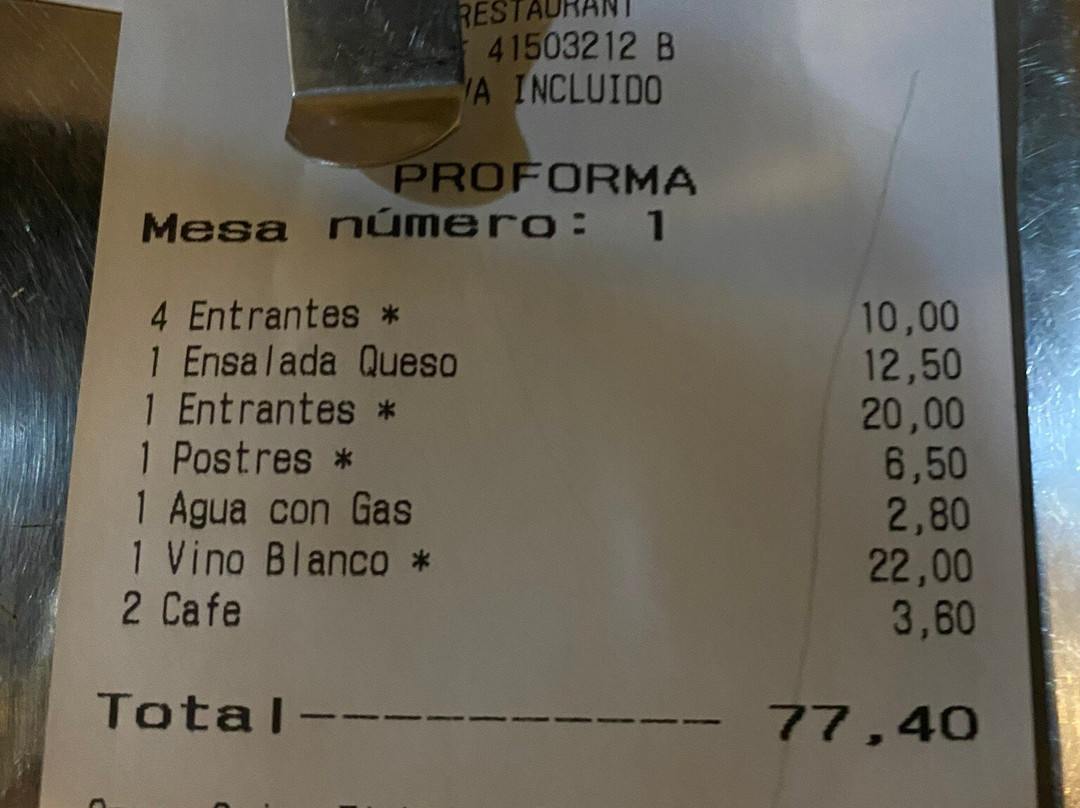 RESTAURANT
41503212 B
INCLUIDO
PROFORMA
Mesa número: 1
4 Entrantes * 10,00
1 Ensalada Queso 12,50
1 Entrantes * 20,00
1 Postres * 6,50
1 Agua con Gas 2,80
1 Vino Blanco * 22,00
2 Cafe 3,60
Total----------- 77,40